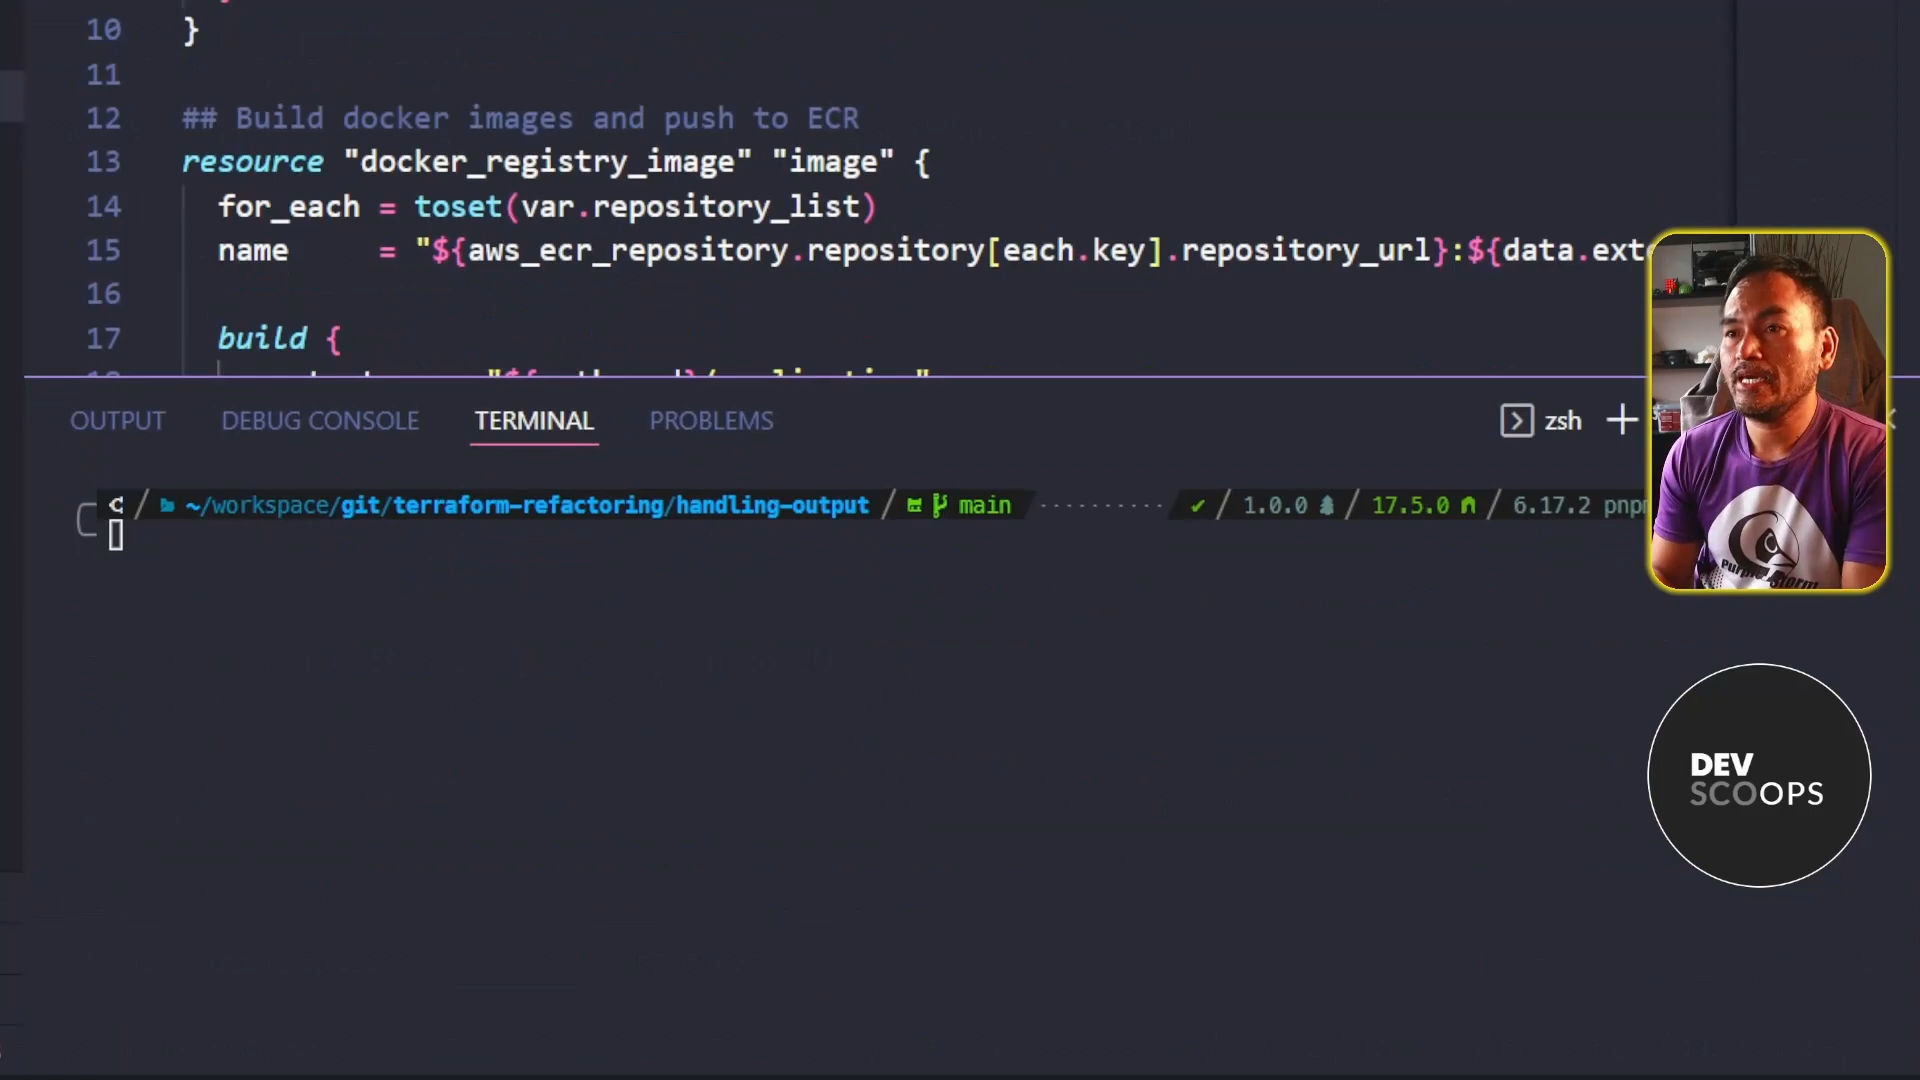 10 }
11
12 ## Build docker images and push to ECR
13 resource "docker_registry_image" "image" {
14 for_each = toset(var.repository_list)
15 name = "${aws_ecr_repository.repository[each.key].repository_url}:${data.ext
16
17 build {
OUTPUT DEBUG CONSOLE TERMINAL PROBLEMS zsh
~/workspace/git/terraform-refactoring/handling-output / main ✔ / 1.0.0 / 17.5.0 / 6.17.2
DEV
SCOOPS